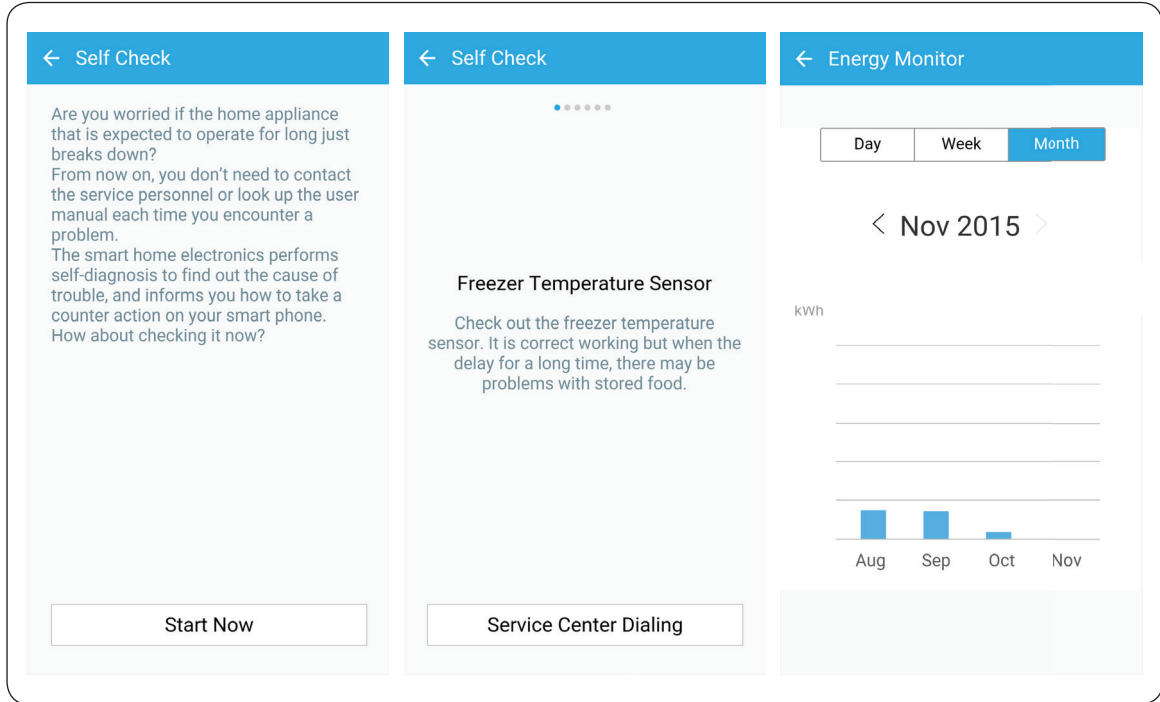 Self Check
Are you worried if the home appliance
that is expected to operate for long just
breaks down?
From now on, you don’t need to contact
the service personnel or look up the user
manual each time you encounter a
problem.
The smart home electronics performs
self-diagnosis to find out the cause of
trouble, and informs you how to take a
counter action on your smart phone.
How about checking it now?
Start Now
Self Check
Freezer Temperature Sensor
Check out the freezer temperature
sensor. It is correct working but when the
delay for a long time, there may be
problems with stored food.
Service Center Dialing
Energy Monitor
Day Week Month
Nov 2015
kWh
Aug Sep Oct Nov